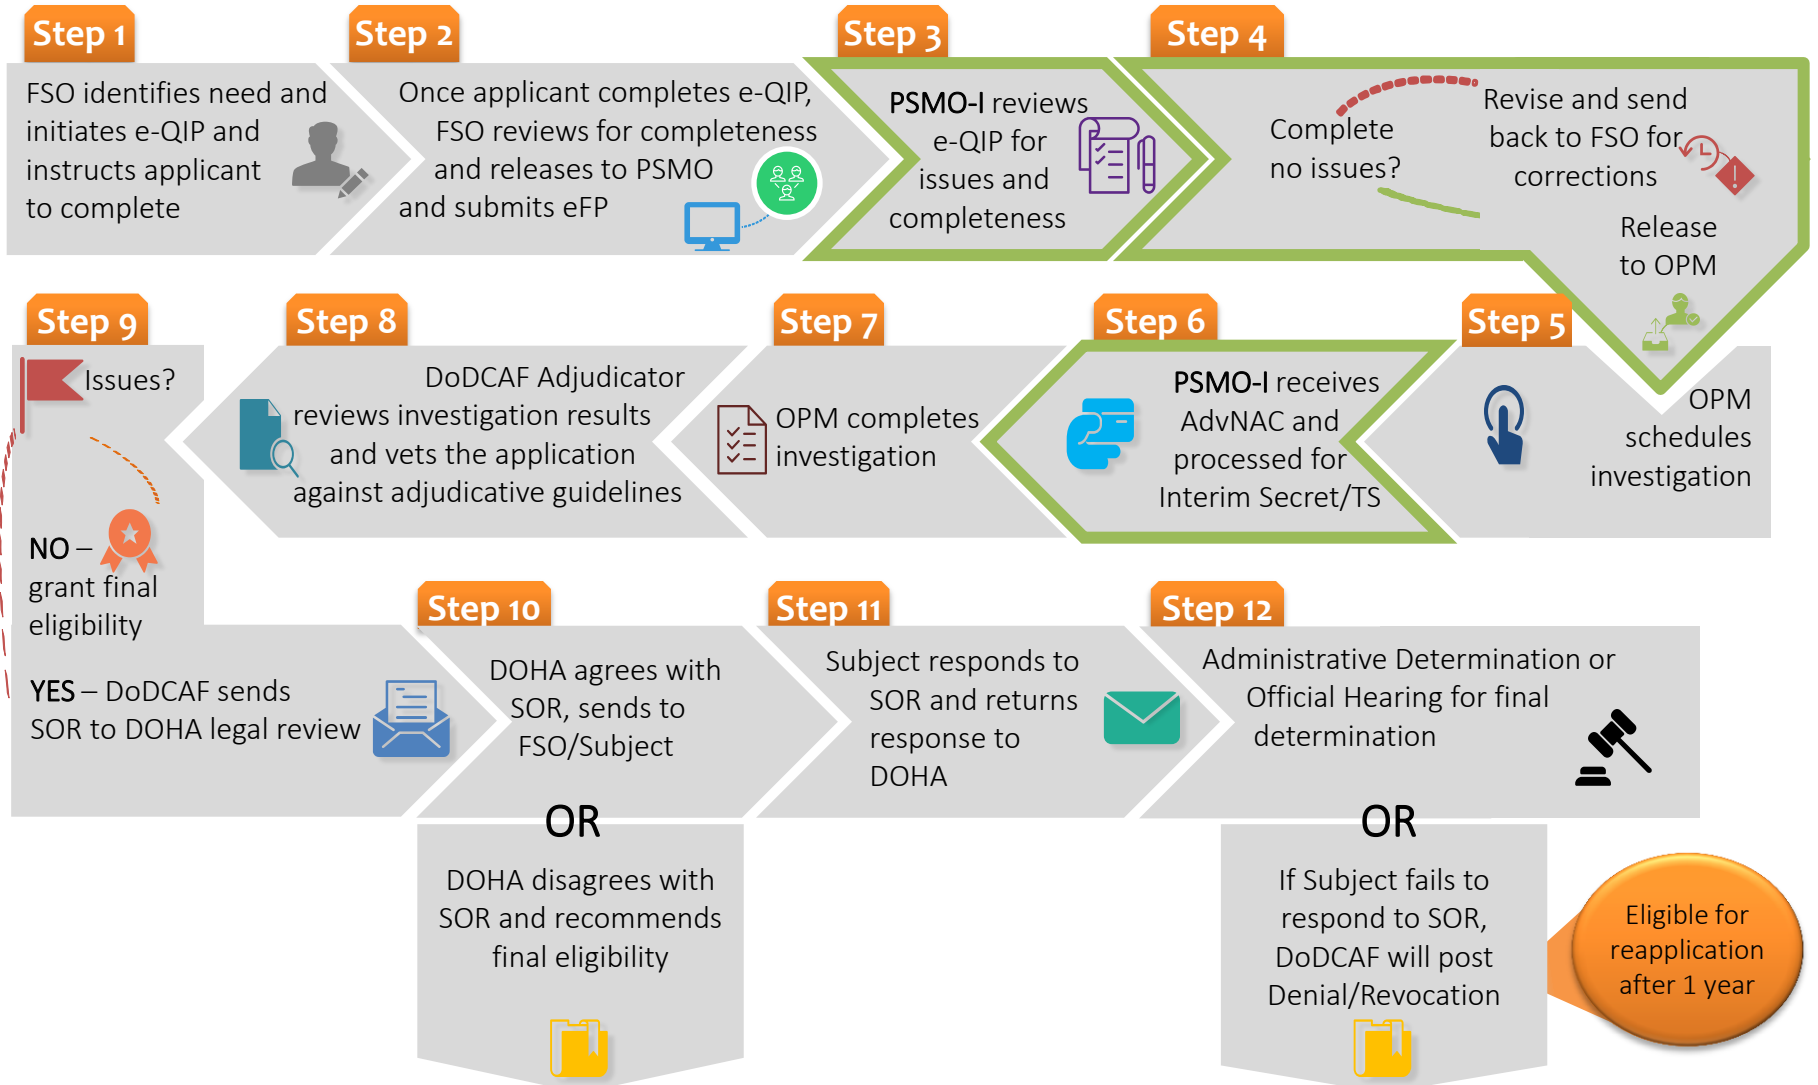 Step 1
FSO identifies need and
initiates e-QIP and
instructs applicant
to complete
Step 2
Once applicant completes e-QIP,
FSO reviews for completeness
and releases to PSMO
and submits eFP
Step 3
PSMO-I reviews
e-QIP for
issues and
completeness
Step 4
Complete
no issues?
Revise and send
back to FSO for
corrections
Release
to OPM
Step 5
OPM
schedules
investigation
Step 6
PSMO-I receives
AdvNAC and
processed for
Interim Secret/TS
Step 7
OPM completes
investigation
Step 8
DoDCAF Adjudicator
reviews investigation results
and vets the application
against adjudicative guidelines
Step 9
Issues?
NO –
grant final
eligibility
YES – DoDCAF sends
SOR to DOHA legal review
Step 10
DOHA agrees with
SOR, sends to
FSO/Subject
OR
DOHA disagrees with
SOR and recommends
final eligibility
Step 11
Subject responds to
SOR and returns
response to
DOHA
Step 12
Administrative Determination or
Official Hearing for final
determination
OR
If Subject fails to
respond to SOR,
DoDCAF will post
Denial/Revocation
Eligible for
reapplication
after 1 year